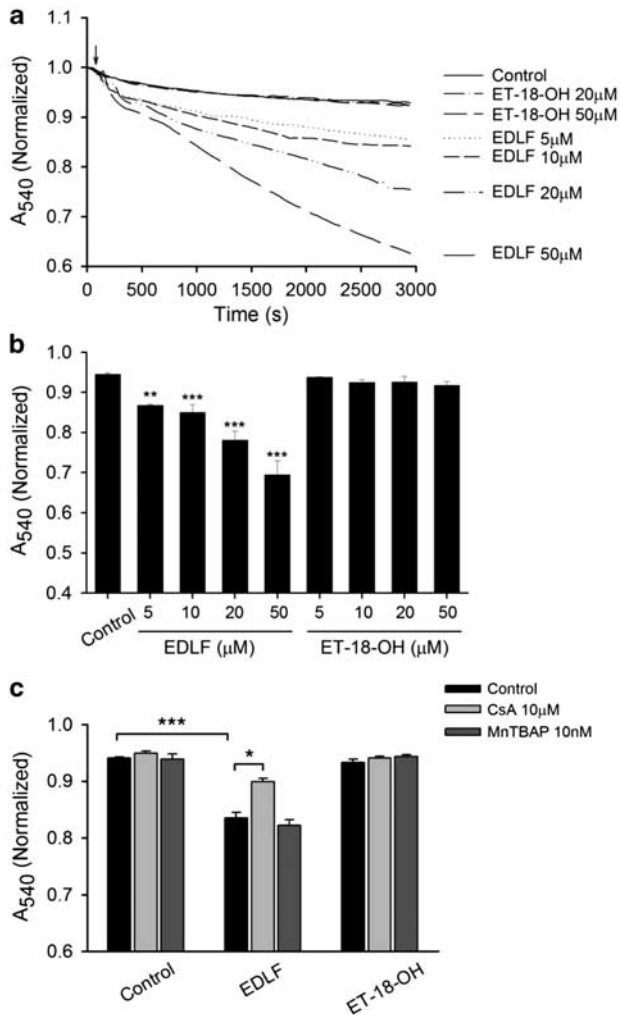 a
1.1
1.0
0.9
0.8
0.7
0.6
A540 (Normalized)
0 500 1000 1500 2000 2500 3000
Time (s)
Control
ET-18-OH 20μM
ET-18-OH 50μM
EDLF 5μM
EDLF 10μM
EDLF 20μM
EDLF 50μM
b
1.0
0.9
0.8
0.7
0.6
0.5
0.4
A540 (Normalized)
** *** *** ***
Control 5 10 20 50 5 10 20 50
EDLF (μM) ET-18-OH (μM)
c
Control
CsA 10μM
MnTBAP 10nM
1.0
0.9
0.8
0.7
0.6
A540 (Normalized)
***
*
Control EDLF ET-18-OH